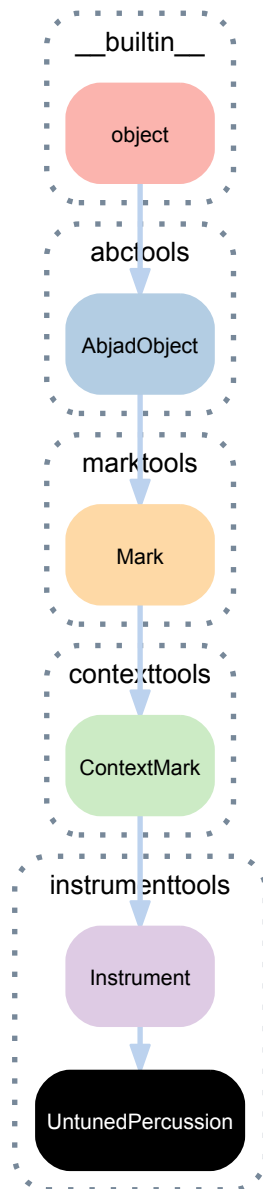 __builtin__
object
abctools
AbjadObject
marktools
Mark
contexttools
ContextMark
instrumenttools
Instrument
UntunedPercussion